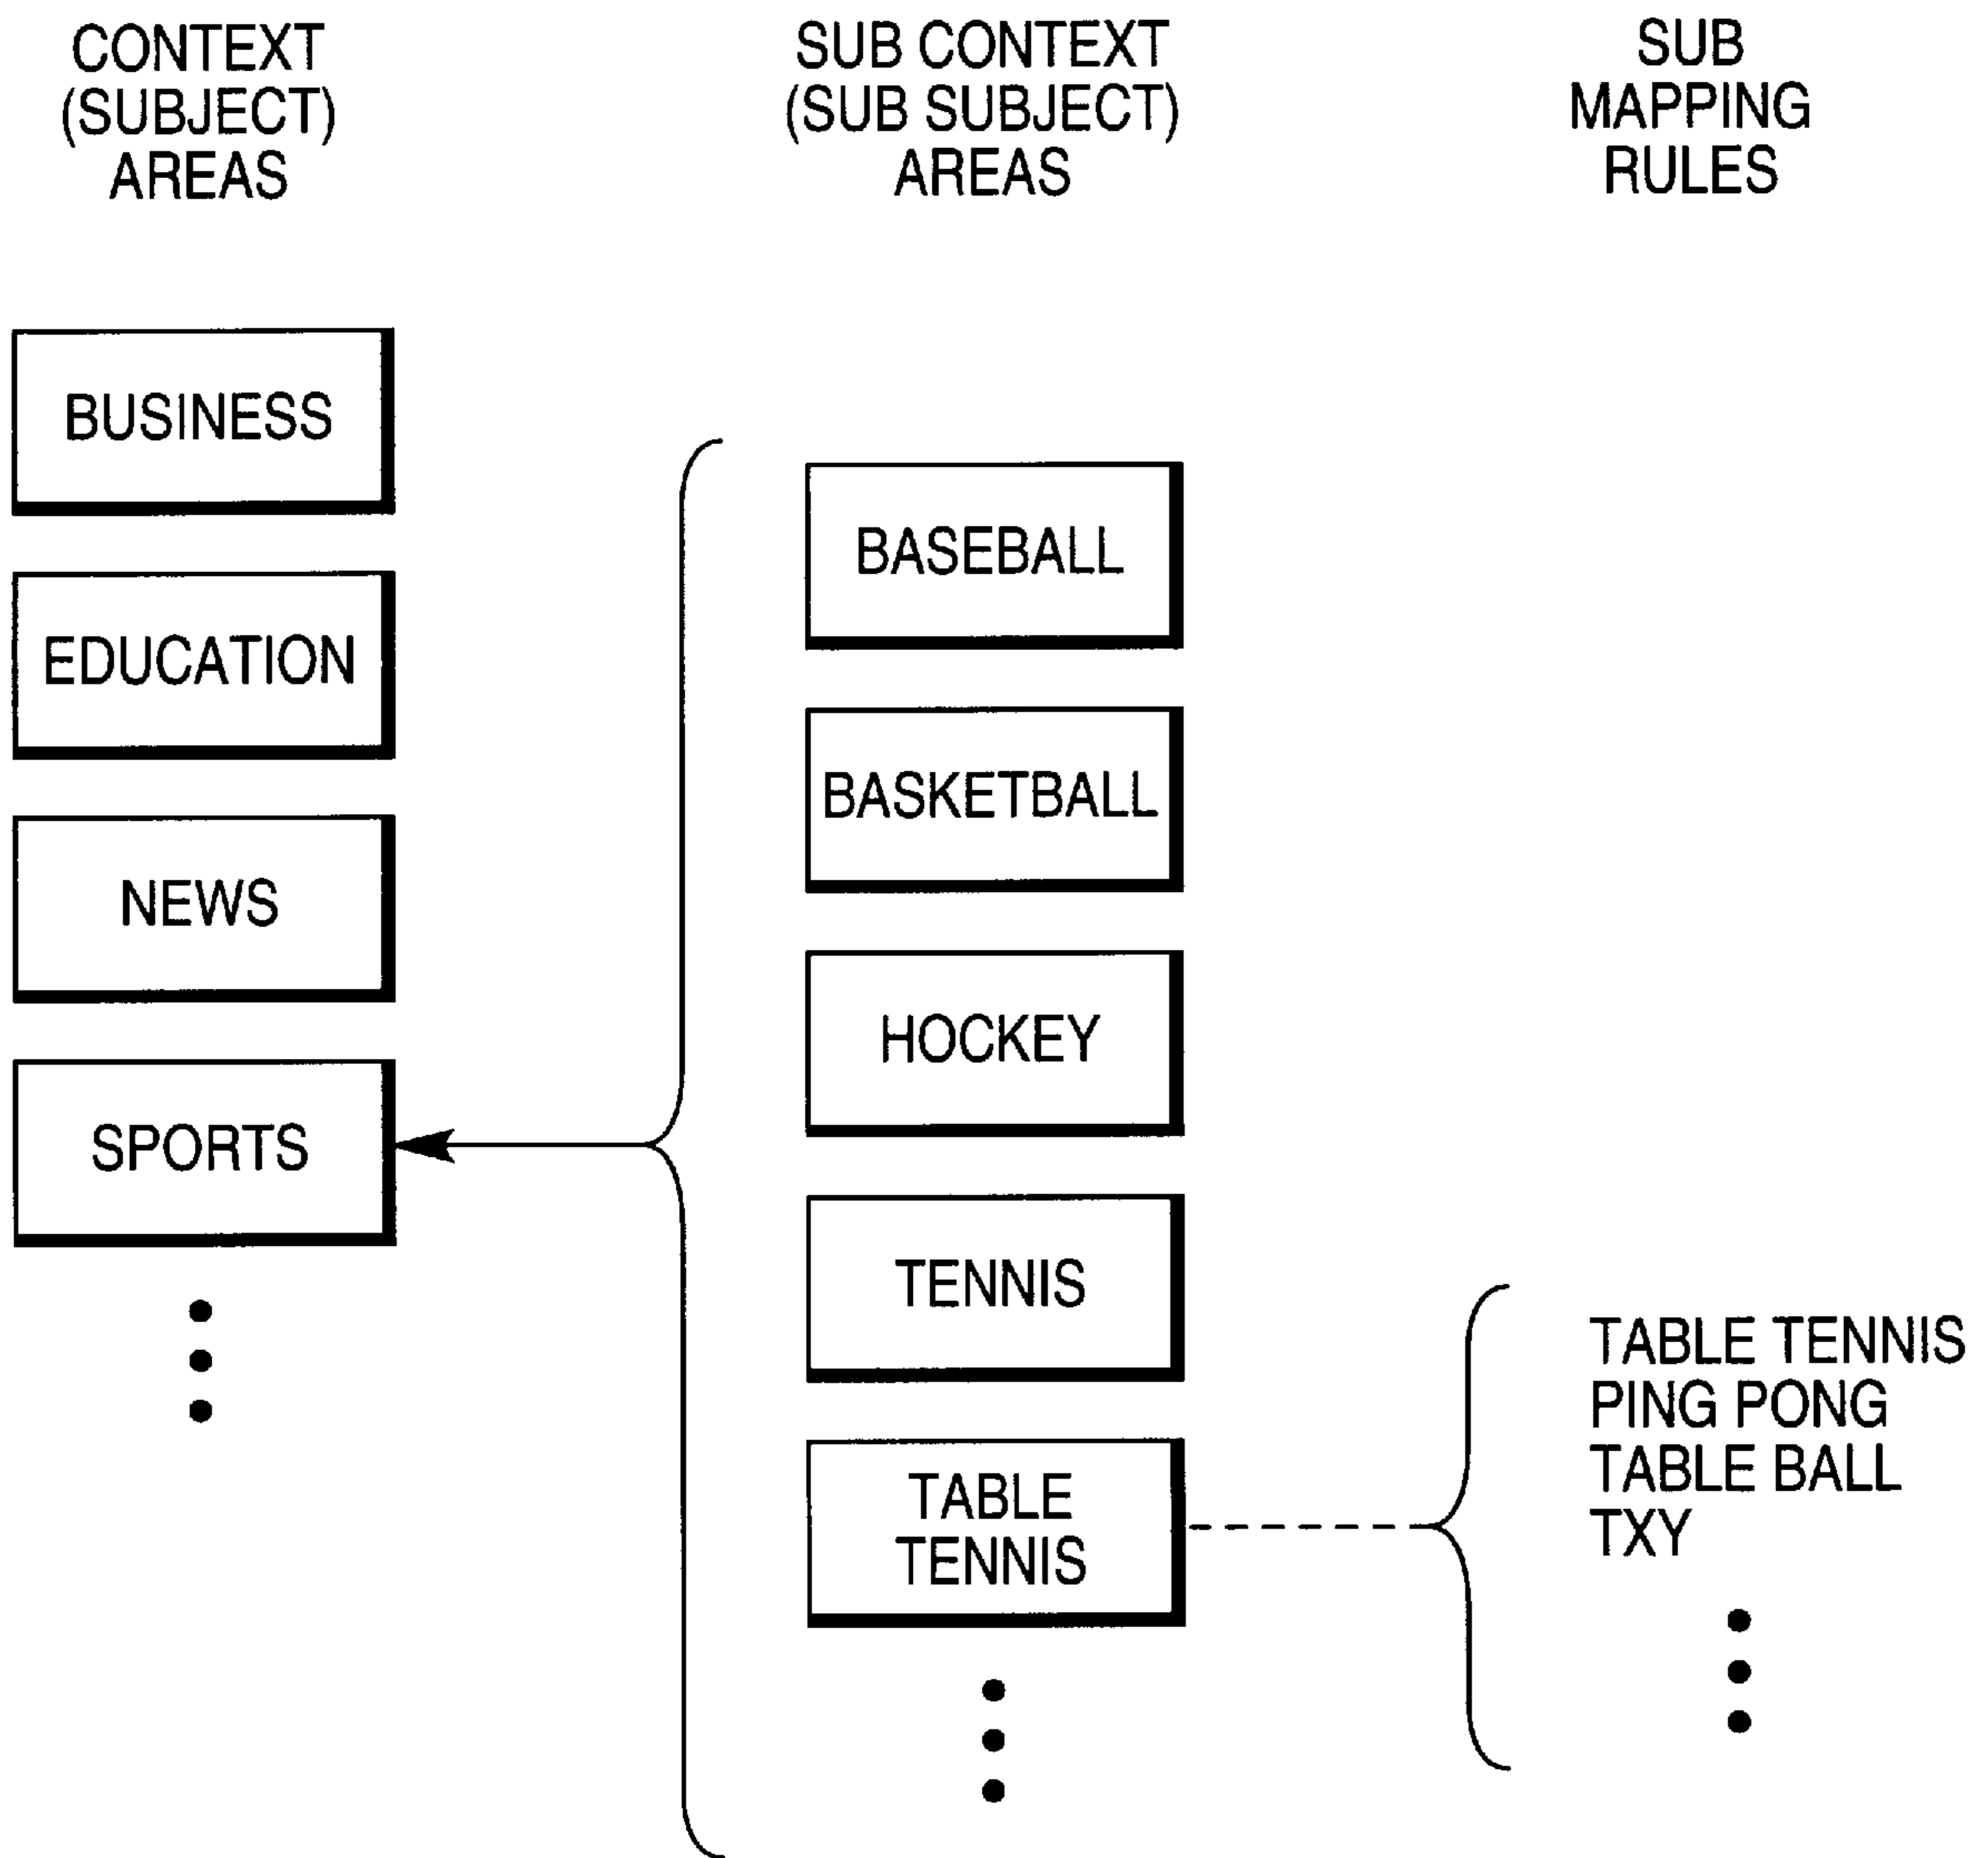 CONTEXT
(SUBJECT)
AREAS
SUB CONTEXT
(SUB SUBJECT)
AREAS
SUB
MAPPING
RULES
BUSINESS
EDUCATION
NEWS
SPORTS
BASEBALL
BASKETBALL
HOCKEY
TENNIS
TABLE
TENNIS
TABLE TENNIS
PING PONG
TABLE BALL
TXY